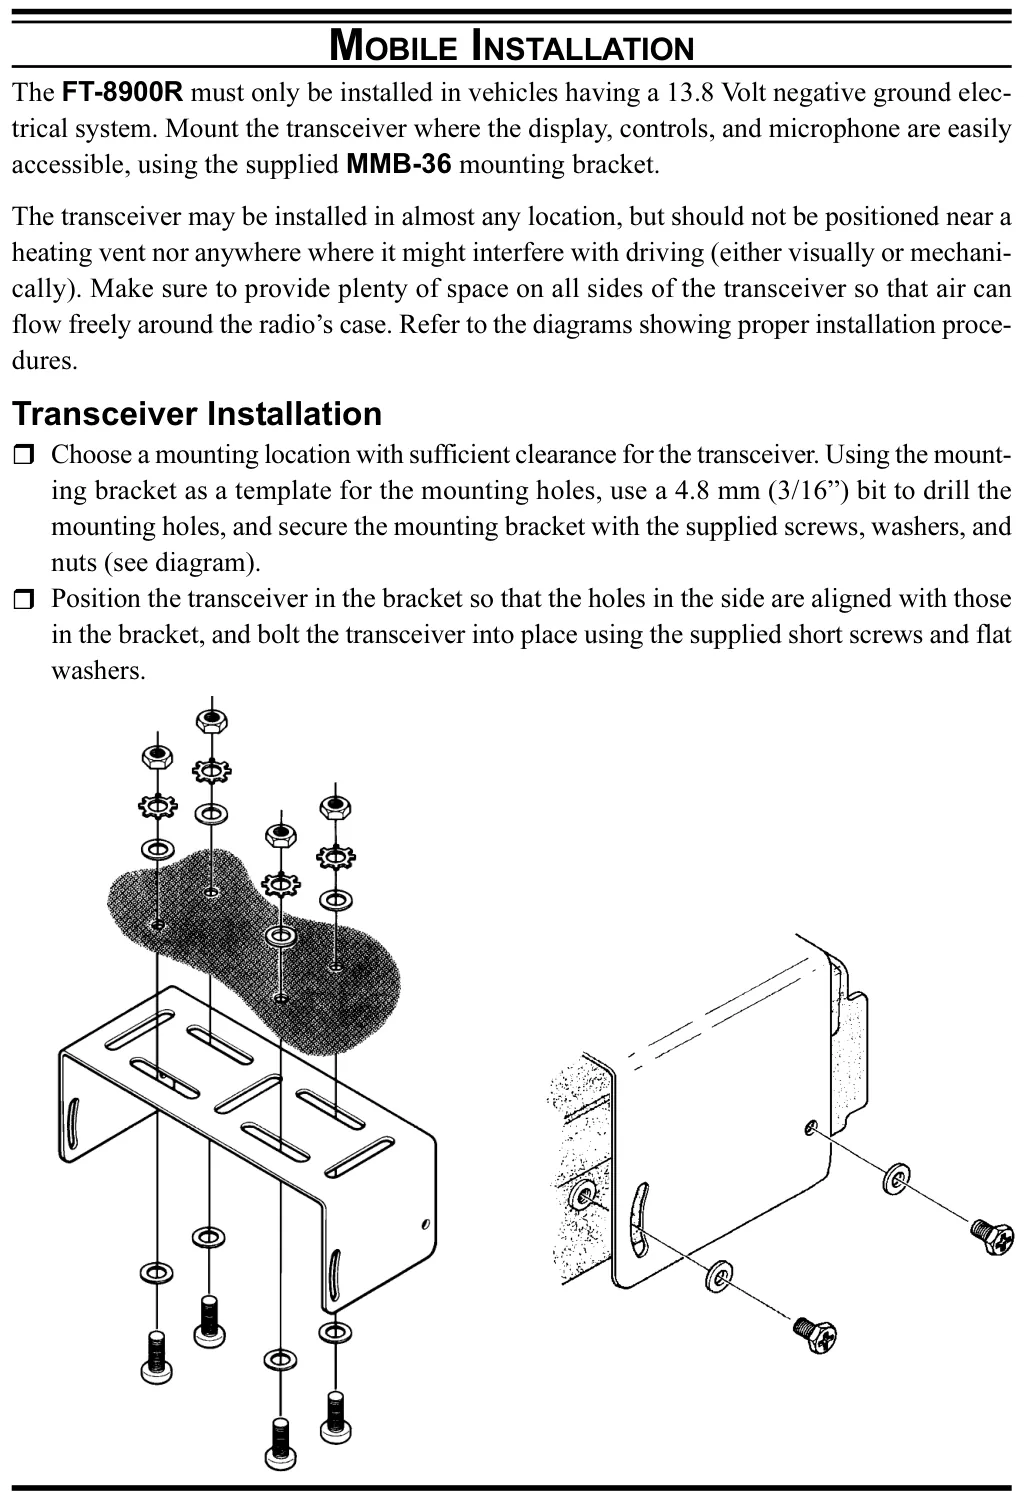 MOBILE INSTALLATION
The FT-8900R must only be installed in vehicles having a 13.8 Volt negative ground elec-
trical system. Mount the transceiver where the display, controls, and microphone are easily
accessible, using the supplied MMB-36 mounting bracket.
The transceiver may be installed in almost any location, but should not be positioned near a
heating vent nor anywhere where it might interfere with driving (either visually or mechani-
cally). Make sure to provide plenty of space on all sides of the transceiver so that air can
flow freely around the radio’s case. Refer to the diagrams showing proper installation proce-
dures.
Transceiver Installation
❒ Choose a mounting location with sufficient clearance for the transceiver. Using the mount-
ing bracket as a template for the mounting holes, use a 4.8 mm (3/16”) bit to drill the
mounting holes, and secure the mounting bracket with the supplied screws, washers, and
nuts (see diagram).
❒ Position the transceiver in the bracket so that the holes in the side are aligned with those
in the bracket, and bolt the transceiver into place using the supplied short screws and flat
washers.